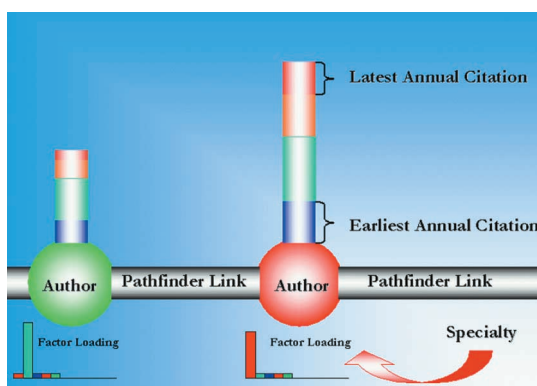 Latest Annual Citation
Earliest Annual Citation
Author
Pathfinder Link
Author
Pathfinder Link
Factor Loading
Factor Loading
Specialty